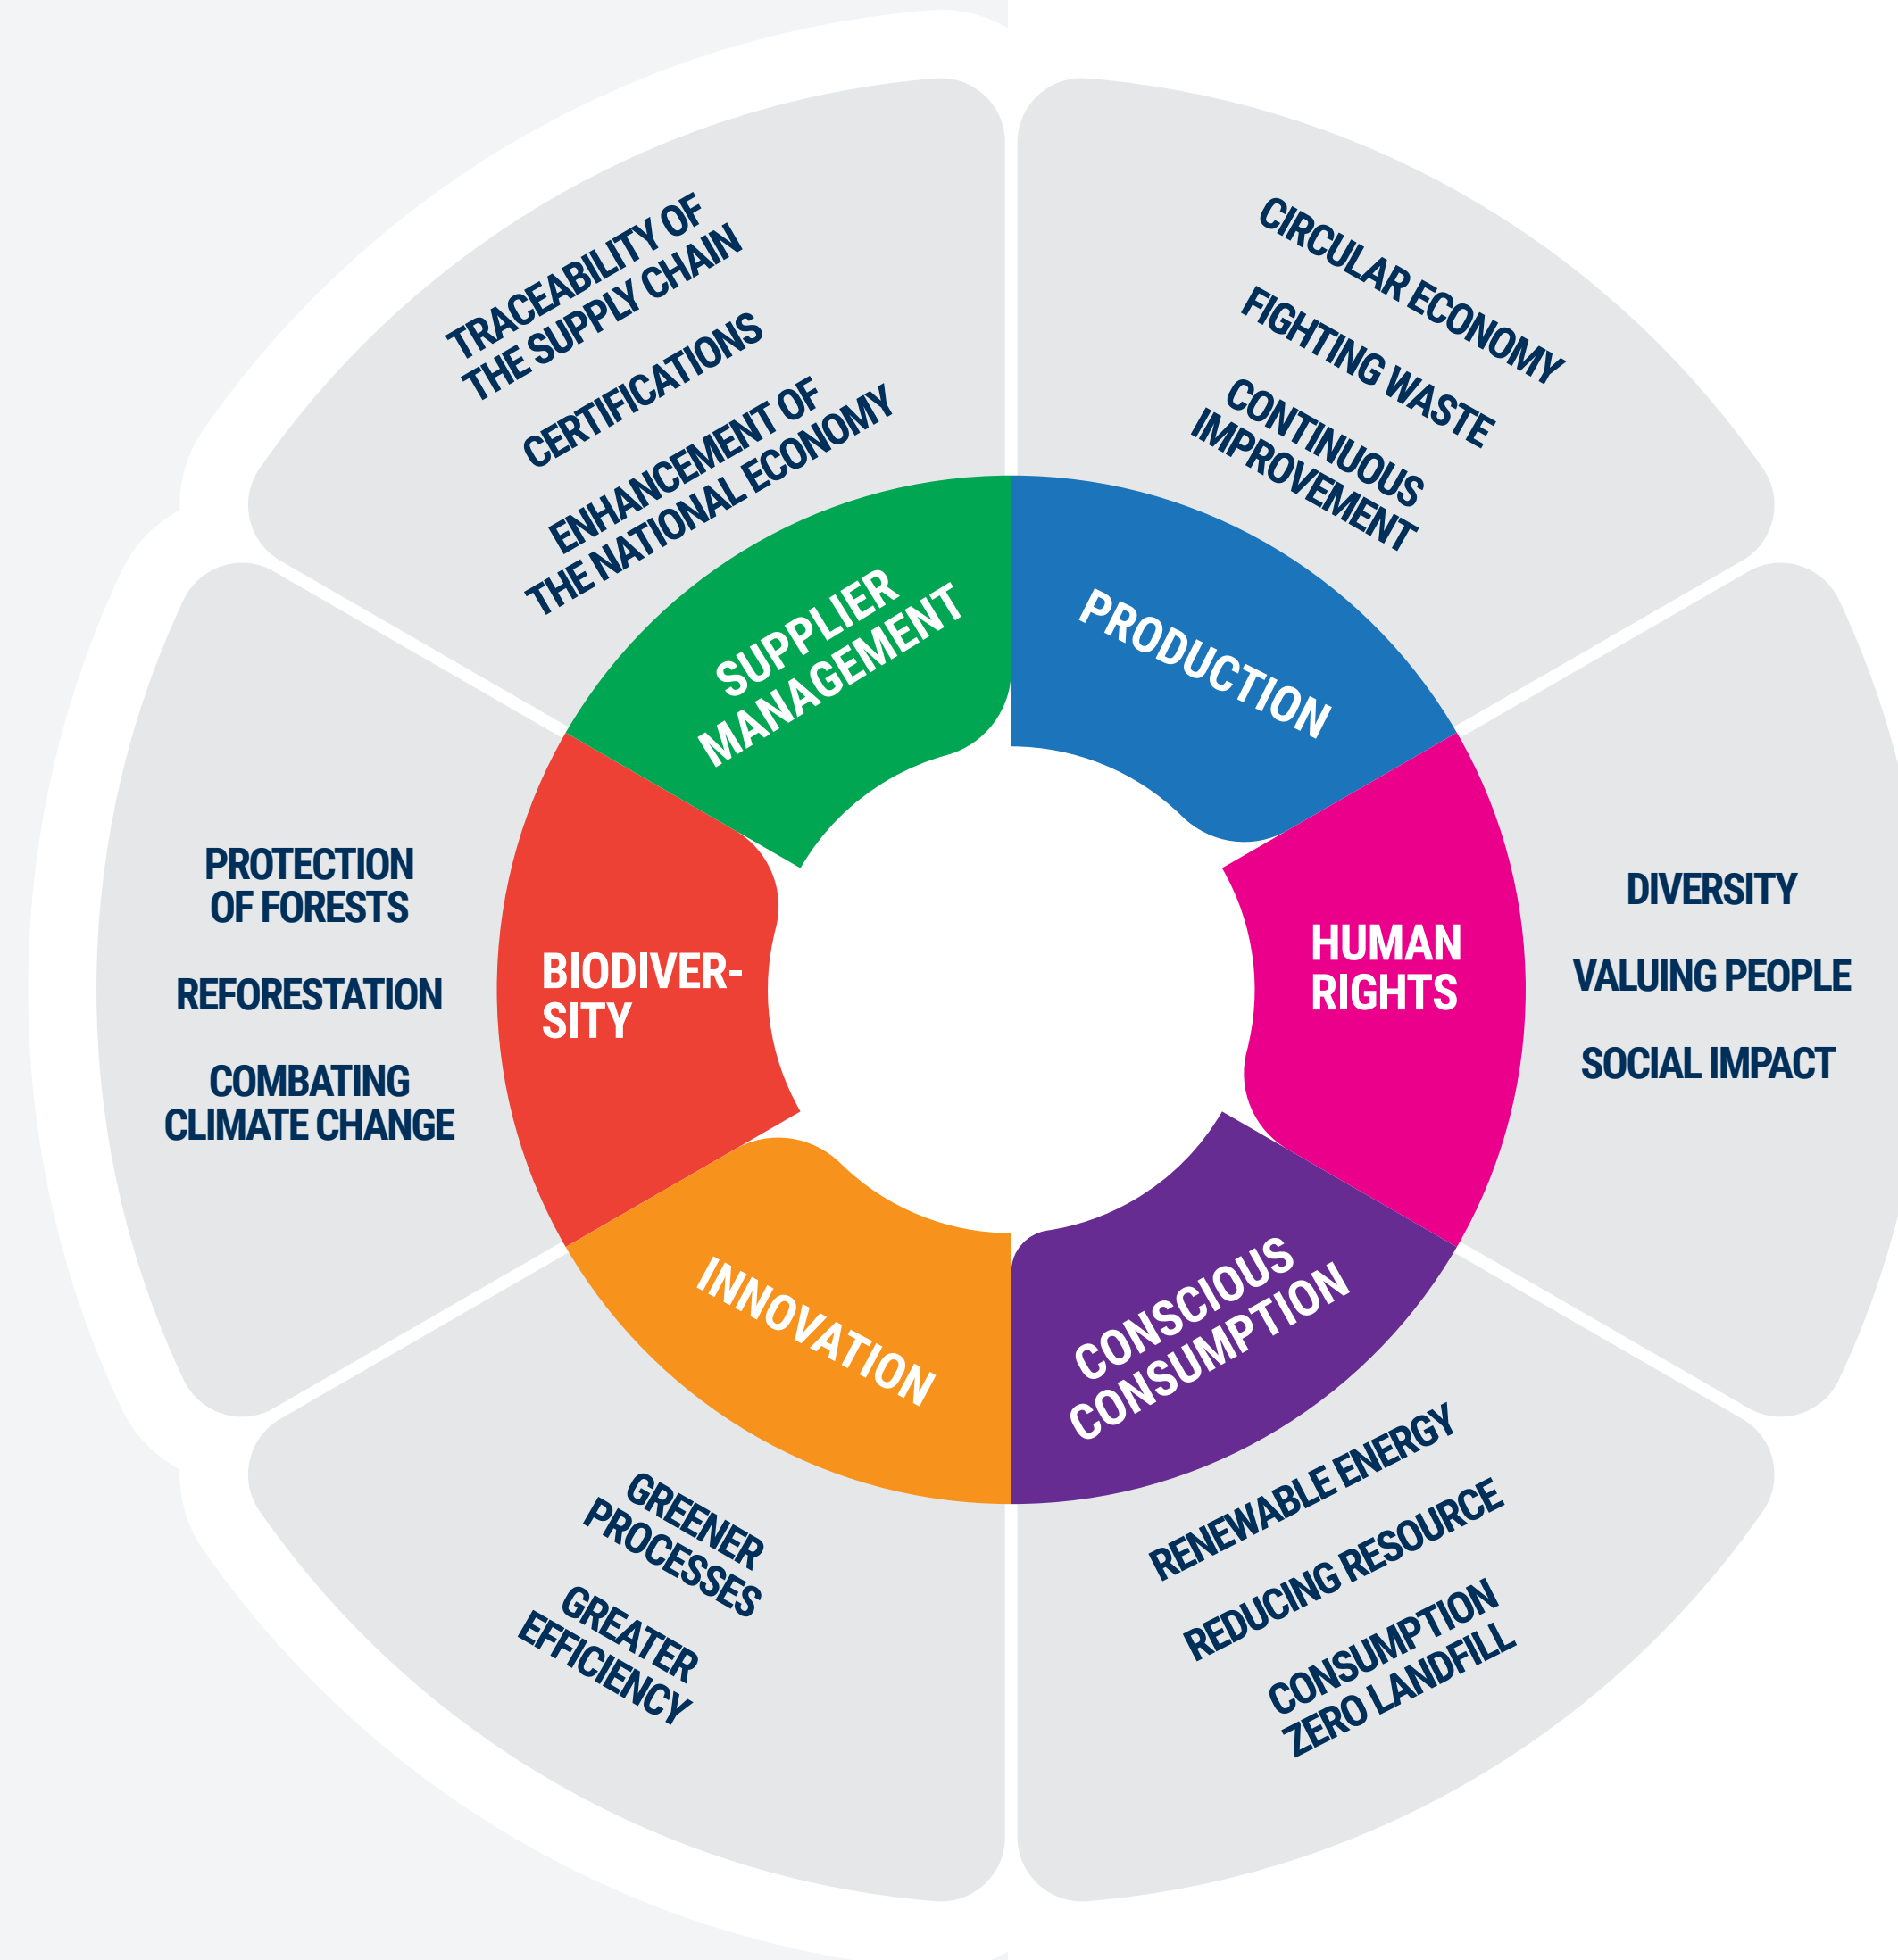 TRACEABILITY OF
THE SUPPLY CHAIN
CERTIFICATIONS
ENHANCEMENT OF
THE NATIONAL ECONOMY
SUPPLIER
MANAGEMENT
CIRCULAR ECONOMY
FIGHTING WASTE
CONTINUOUS
IMPROVEMENT
PRODUCTION
PROTECTION
OF FORESTS
REFORESTATION
COMBATING
CLIMATE CHANGE
BIODIVER-
SITY
HUMAN
RIGHTS
DIVERSITY
VALUING PEOPLE
SOCIAL IMPACT
INNOVATION
GREENER
PROCESSES
GREATER
EFFICIENCY
CONSCIOUS
CONSUMPTION
RENEWABLE ENERGY
REDUCING RESOURCE
CONSUMPTION
ZERO LANDFILL